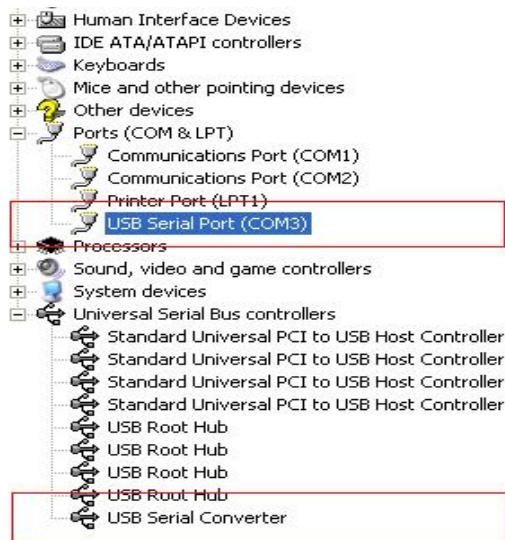 Human Interface Devices
IDE ATA/ATAPI controllers
Keyboards
Mice and other pointing devices
Other devices
Ports (COM & LPT)
Communications Port (COM1)
Communications Port (COM2)
Printer Port (LPT1)
USB Serial Port (COM3)
Processors
Sound, video and game controllers
System devices
Universal Serial Bus controllers
Standard Universal PCI to USB Host Controller
Standard Universal PCI to USB Host Controller
Standard Universal PCI to USB Host Controller
Standard Universal PCI to USB Host Controller
USB Root Hub
USB Root Hub
USB Root Hub
USB Root Hub
USB Serial Converter